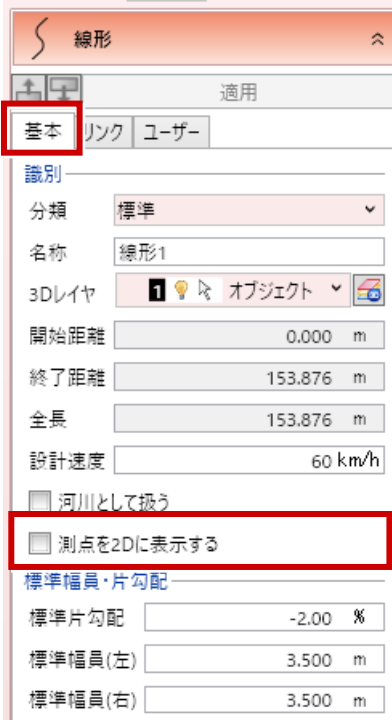 線形
適用
基本 リンク ユーザー
識別
分類 標準
名称 線形1
3Dレイヤ 1 オブジェクト
開始距離 0.000 m
終了距離 153.876 m
全長 153.876 m
設計速度 60 km/h
河川として扱う
測点を2Dに表示する
標準幅員・片勾配
標準片勾配 -2.00 %
標準幅員(左) 3.500 m
標準幅員(右) 3.500 m